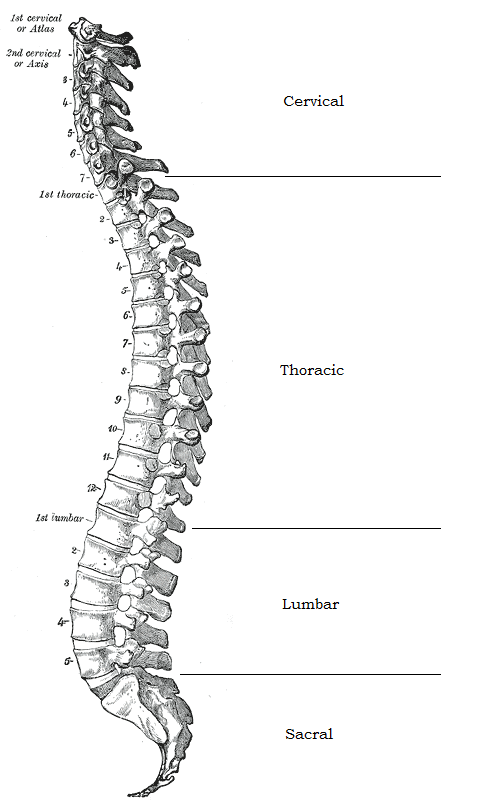 1st cervical
or Atlas
2nd cervical
or Axis
3
4
5
6
7
Cervical
1st thoracic
2
3
4
5
6
7
8
9
10
11
12
Thoracic
1st lumbar
2
3
4
5
Lumbar
Sacral